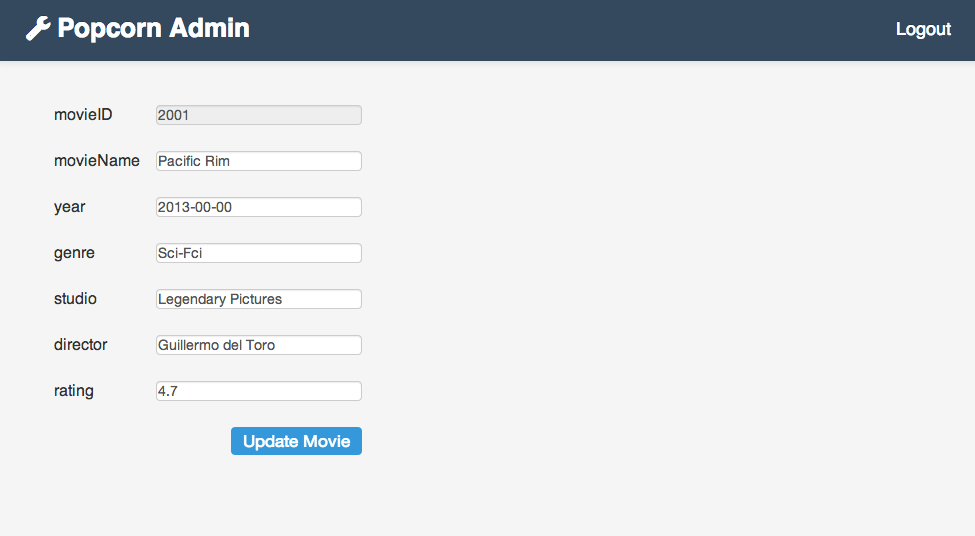 Popcorn Admin Logout
movieID 2001
movieName Pacific Rim
year 2013-00-00
genre Sci-Fci
studio Legendary Pictures
director Guillermo del Toro
rating 4.7
Update Movie